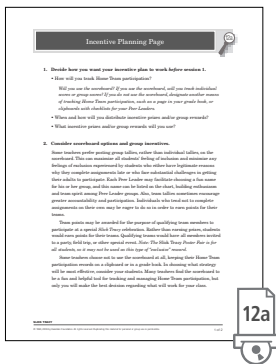 Incentive Planning Page
12a
1. Decide how you want your incentive plan to work before session 1.
• How will you track Home Team participation?
Will you use the scoreboard? If you use the scoreboard, will you track individual
scores or group scores? If you do not use the scoreboard, designate another means
of tracking Home Team participation, such as a page in your grade book, or
clipboards with checklists for your Peer Leaders.
• When and how will you distribute incentive prizes and/or group rewards?
• What incentive prizes and/or group rewards will you use?
2. Consider scoreboard options and group incentives.
Some teachers prefer posting group tallies, rather than individual tallies, on the
scoreboard. This can maximize all students' feeling of inclusion and minimize any
feelings of exclusion experienced by students who either have legitimate reasons
why they complete assignments late or who face substantial challenges in getting
their adults to participate. Each Peer Leader may facilitate choosing a fun name
for his or her group, and this name can be listed on the chart, building enthusiasm
and team spirit among Peer Leader groups. Also, team tallies sometimes encourage
greater accountability and participation. Individuals who tend not to complete
assignments on their own may be eager to do so in order to earn points for their
teams.
Team points may be awarded for the purpose of qualifying team members to
participate at a special Slick Tracy celebration. Rather than earning prizes, students
would earn points for their teams. Qualifying teams would have all members invited
to a party, field trip, or other special event. Note: The Slick Tracy Poster Fair is for
all students, so it may not be used as this type of "exclusive" reward.
Some teachers choose not to use the scoreboard at all, keeping their Home Team
participation records on a clipboard or in a grade book. In choosing what strategy
will be most effective, consider your students. Many teachers find the scoreboard to
be a fun and helpful tool for tracking and managing Home Team participation, but
only you will make the best decision regarding what will work for your class.
SLICK TRACY
12a